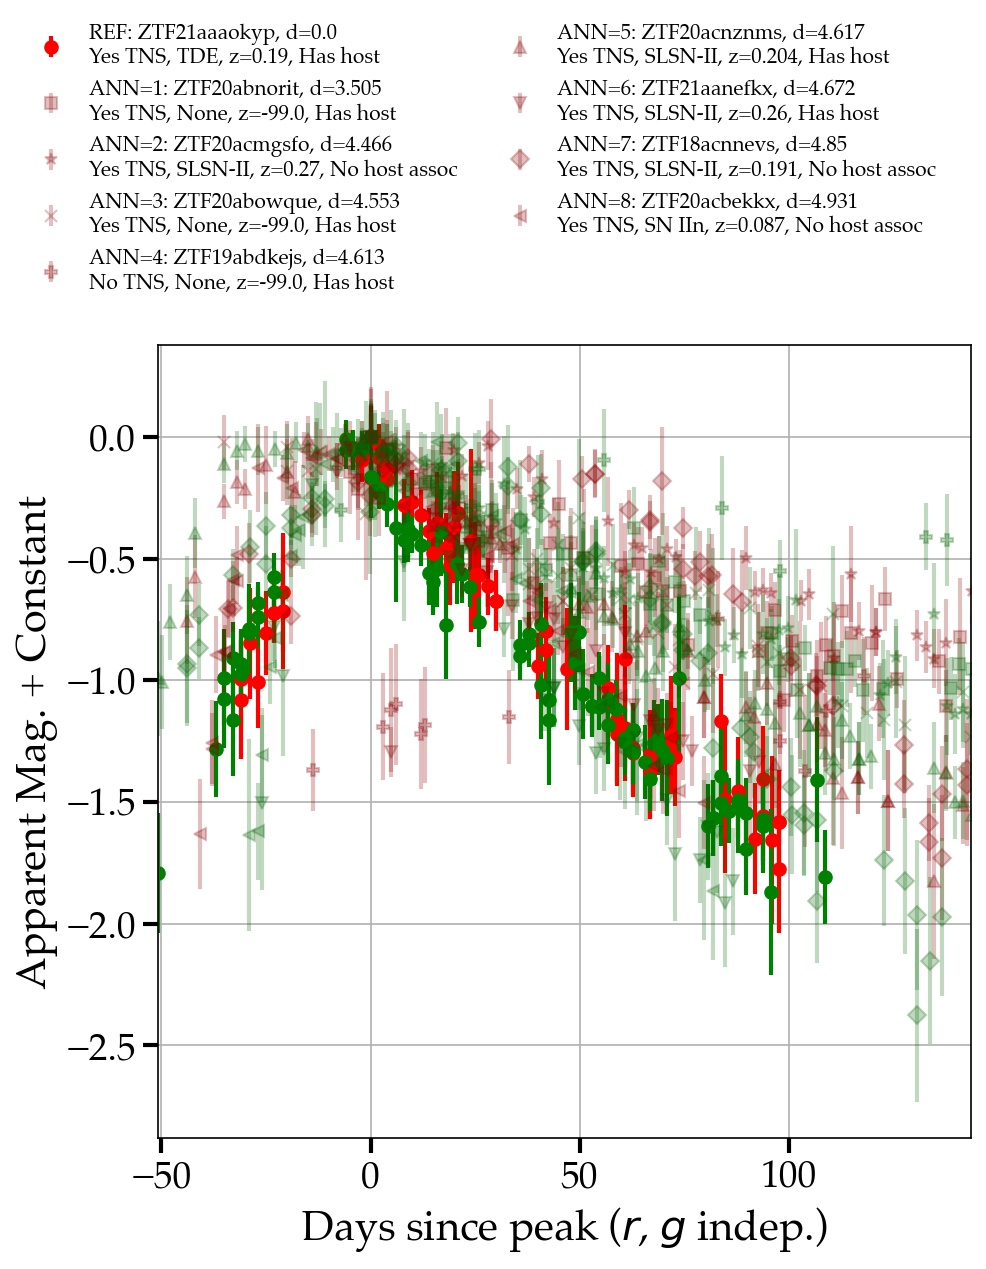 REF: ZTF21aaaokyp, d=0.0
Yes TNS, TDE, z=0.19, Has host
ANN=1: ZTF20abnorit, d=3.505
Yes TNS, None, z=-99.0, Has host
ANN=2: ZTF20acmgsfo, d=4.466
Yes TNS, SLSN-II, z=0.27, No host assoc
ANN=3: ZTF20abowque, d=4.553
Yes TNS, None, z=-99.0, Has host
ANN=4: ZTF19abdkejs, d=4.613
No TNS, None, z=-99.0, Has host
ANN=5: ZTF20acnznms, d=4.617
Yes TNS, SLSN-II, z=0.204, Has host
ANN=6: ZTF21aanefkx, d=4.672
Yes TNS, SLSN-II, z=0.26, Has host
ANN=7: ZTF18acnnevs, d=4.85
Yes TNS, SLSN-II, z=0.191, No host assoc
ANN=8: ZTF20acbekkx, d=4.931
Yes TNS, SN IIn, z=0.087, No host assoc
Apparent Mag. + Constant
0.0
−0.5
−1.0
−1.5
−2.0
−2.5
−50 0 50 100
Days since peak (r, g indep.)